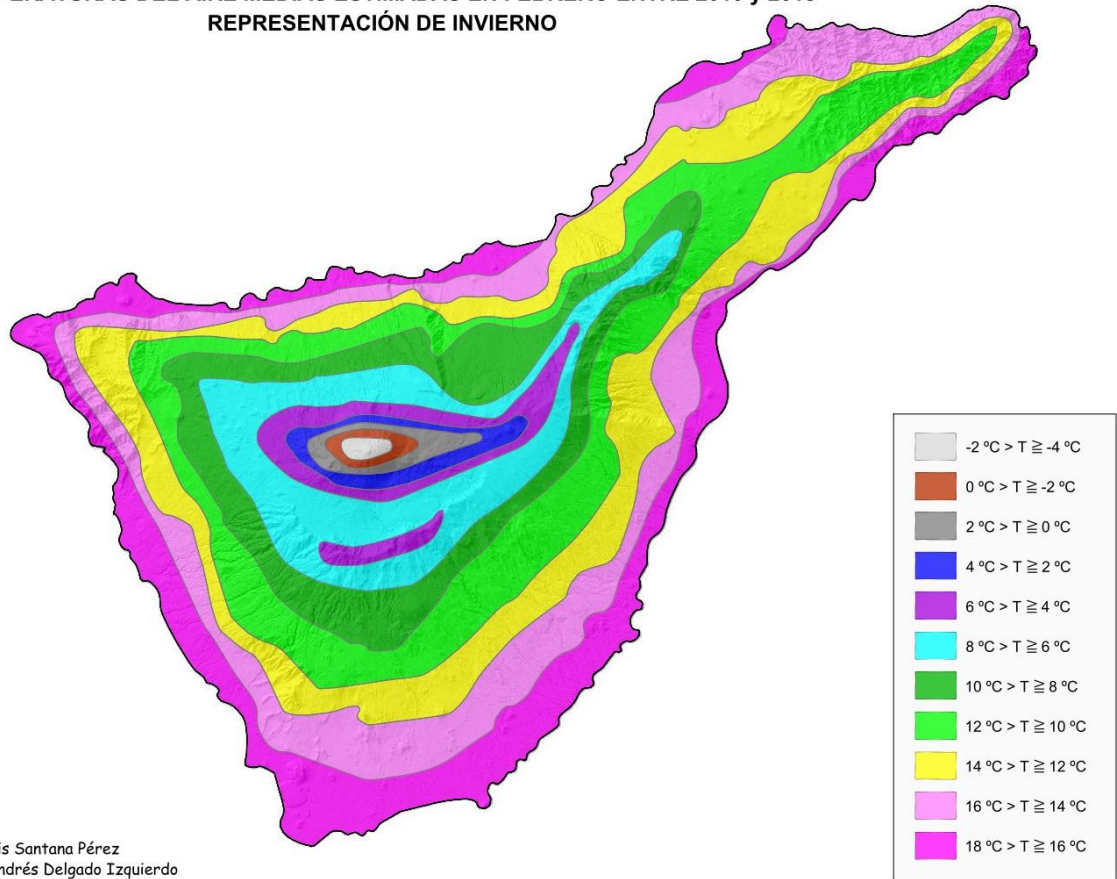 REPRESENTACIÓN DE INVIERNO
-2 ºC > T ≧ -4 ºC
0 ºC > T ≧ -2 ºC
2 ºC > T ≧ 0 ºC
4 ºC > T ≧ 2 ºC
6 ºC > T ≧ 4 ºC
8 ºC > T ≧ 6 ºC
10 ºC > T ≧ 8 ºC
12 ºC > T ≧ 10 ºC
14 ºC > T ≧ 12 ºC
16 ºC > T ≧ 14 ºC
18 ºC > T ≧ 16 ºC
is Santana Pérez
ndrés Delgado Izquierdo